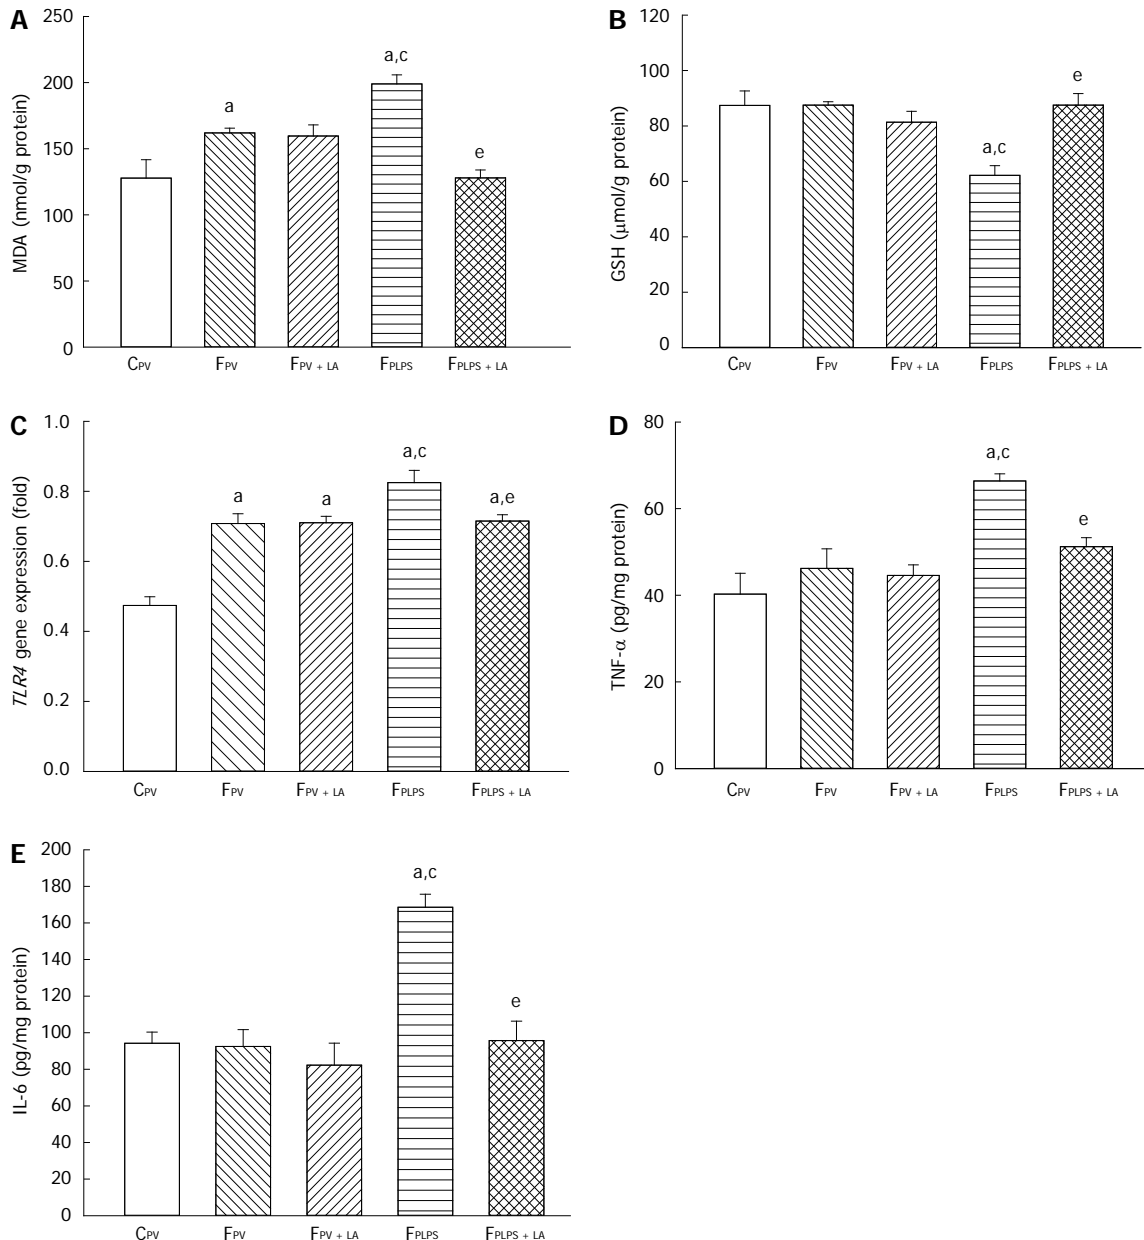 A
MDA (nmol/g protein)
250
200
150
100
50
0
a
a,c
e
CPV FPV FPV + LA FPLPS FPLPS + LA
B
GSH (μmol/g protein)
120
100
80
60
40
20
0
a,c
e
CPV FPV FPV + LA FPLPS FPLPS + LA
C
TLR4 gene expression (fold)
1.0
0.8
0.6
0.4
0.2
0.0
a
a
a,c
a,e
CPV FPV FPV + LA FPLPS FPLPS + LA
D
TNF-α (pg/mg protein)
80
60
40
20
0
a,c
e
CPV FPV FPV + LA FPLPS FPLPS + LA
E
IL-6 (pg/mg protein)
200
180
160
140
120
100
80
60
40
20
0
a,c
e
CPV FPV FPV + LA FPLPS FPLPS + LA